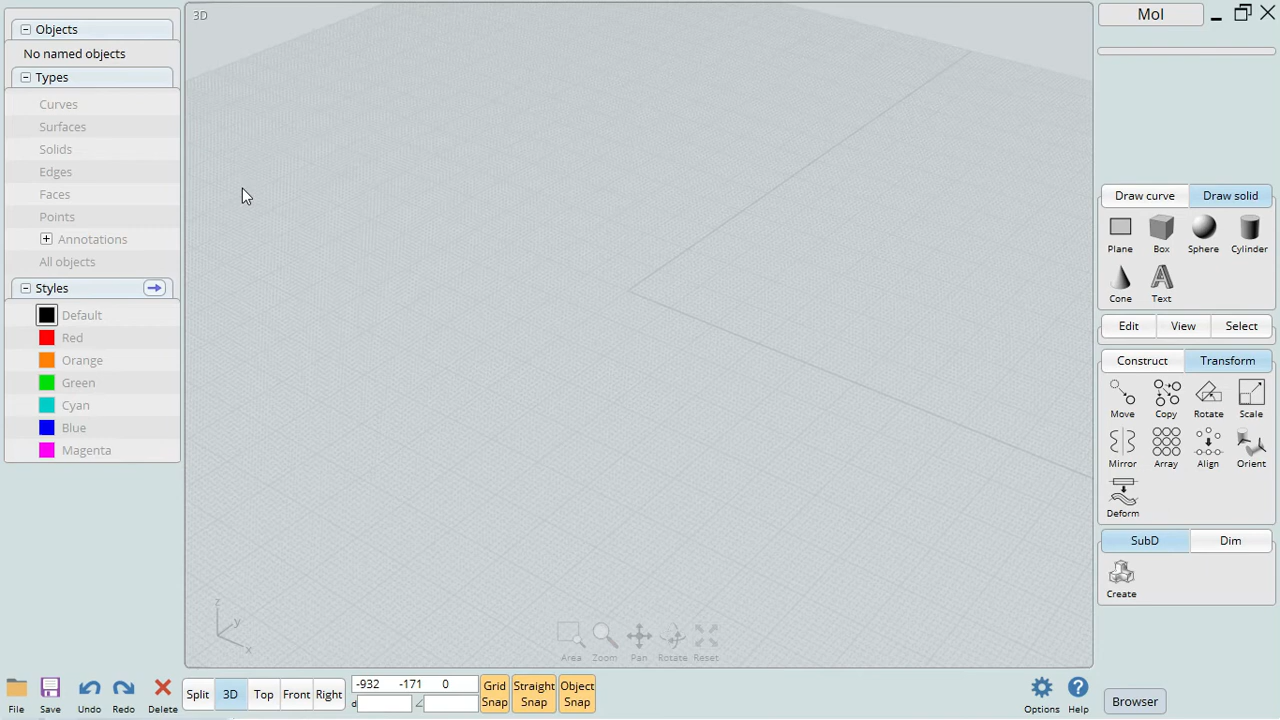 Objects
No named objects
Types
Curves
Surfaces
Solids
Edges
Faces
Points
Annotations
All objects
Styles
Default
Red
Orange
Green
Cyan
Blue
Magenta
3D
z
y
x
Area Zoom Pan Rotate Reset
MoI
Draw curve Draw solid
Plane Box Sphere Cylinder
Cone Text
Edit View Select
Construct Transform
Move Copy Rotate Scale
Mirror Array Align Orient
Deform
SubD Dim
Create
File Save Undo Redo Delete
Split 3D Top Front Right
-932 -171 0
d
Grid Snap
Straight Snap
Object Snap
Options Help
Browser